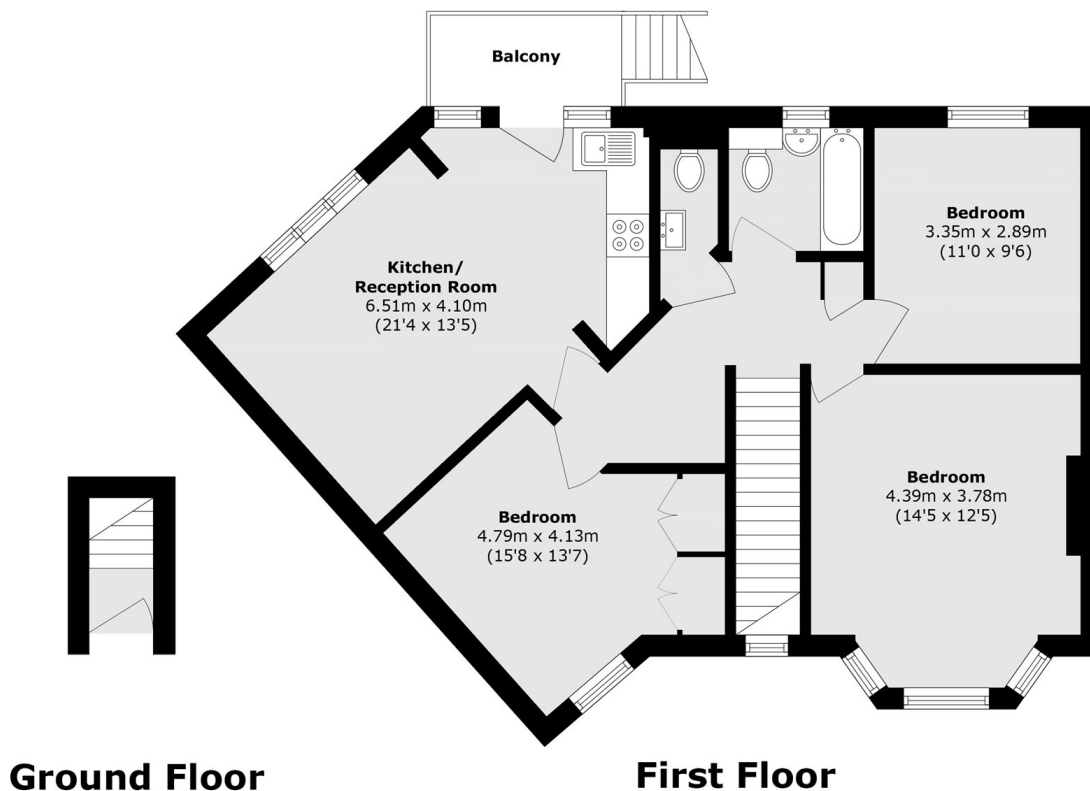 Balcony
Kitchen/
Reception Room
6.51m x 4.10m
(21'4 x 13'5)
Bedroom
3.35m x 2.89m
(11'0 x 9'6)
Bedroom
4.79m x 4.13m
(15'8 x 13'7)
Bedroom
4.39m x 3.78m
(14'5 x 12'5)
Ground Floor
First Floor